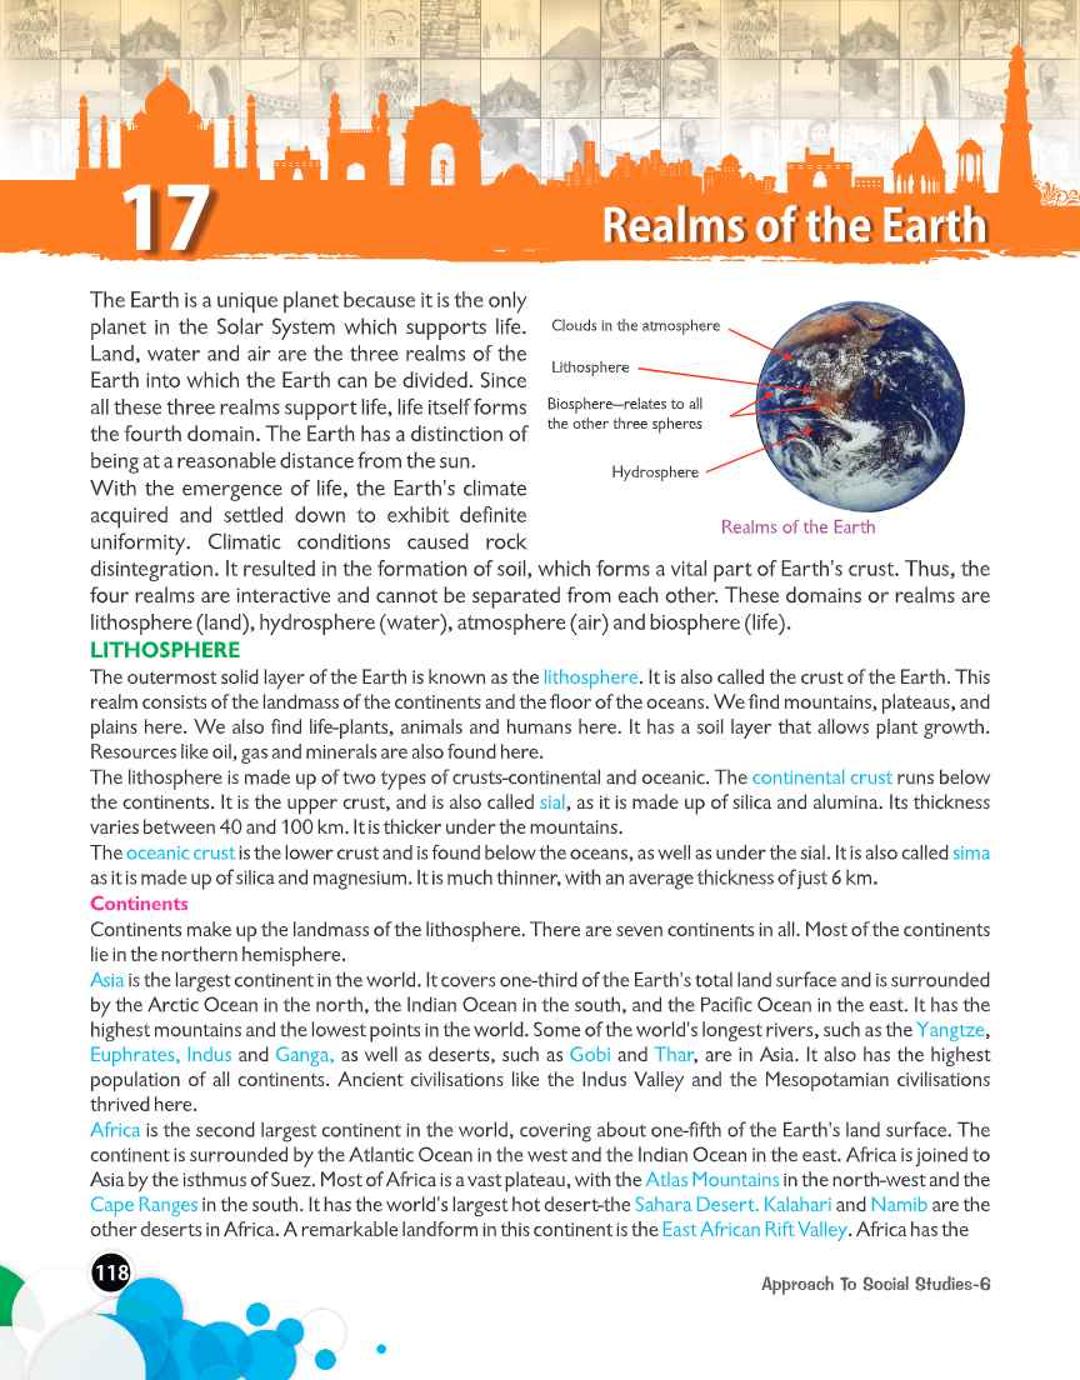 17
Realms of the Earth
The Earth is a unique planet because it is the only
planet in the Solar System which supports life.
Land, water and air are the three realms of the
Earth into which the Earth can be divided. Since
all these three realms support life, life itself forms
the fourth domain. The Earth has a distinction of
being at a reasonable distance from the sun.
With the emergence of life, the Earth's climate
acquired and settled down to exhibit definite
uniformity. Climatic conditions caused rock
Clouds in the atmosphere
Lithosphere
Biosphere—relates to all
the other three spheres
Hydrosphere
Realms of the Earth
disintegration. It resulted in the formation of soil, which forms a vital part of Earth's crust. Thus, the
four realms are interactive and cannot be separated from each other. These domains or realms are
lithosphere (land), hydrosphere (water), atmosphere (air) and biosphere (life).
LITHOSPHERE
The outermost solid layer of the Earth is known as the lithosphere. It is also called the crust of the Earth. This
realm consists of the landmass of the continents and the floor of the oceans. We find mountains, plateaus, and
plains here. We also find life-plants, animals and humans here. It has a soil layer that allows plant growth.
Resources like oil, gas and minerals are also found here.
The lithosphere is made up of two types of crusts-continental and oceanic. The continental crust runs below
the continents. It is the upper crust, and is also called sial, as it is made up of silica and alumina. Its thickness
varies between 40 and 100 km. It is thicker under the mountains.
The oceanic crust is the lower crust and is found below the oceans, as well as under the sial. It is also called sima
as it is made up of silica and magnesium. It is much thinner, with an average thickness of just 6 km.
Continents
Continents make up the landmass of the lithosphere. There are seven continents in all. Most of the continents
lie in the northern hemisphere.
Asia is the largest continent in the world. It covers one-third of the Earth's total land surface and is surrounded
by the Arctic Ocean in the north, the Indian Ocean in the south, and the Pacific Ocean in the east. It has the
highest mountains and the lowest points in the world. Some of the world's longest rivers, such as the Yangtze,
Euphrates, Indus and Ganga, as well as deserts, such as Gobi and Thar, are in Asia. It also has the highest
population of all continents. Ancient civilisations like the Indus Valley and the Mesopotamian civilisations
thrived here.
Africa is the second largest continent in the world, covering about one-fifth of the Earth's land surface. The
continent is surrounded by the Atlantic Ocean in the west and the Indian Ocean in the east. Africa is joined to
Asia by the isthmus of Suez. Most of Africa is a vast plateau, with the Atlas Mountains in the north-west and the
Cape Ranges in the south. It has the world's largest hot desert-the Sahara Desert. Kalahari and Namib are the
other deserts in Africa. A remarkable landform in this continent is the East African Rift Valley. Africa has the
118
Approach To Social Studies-6